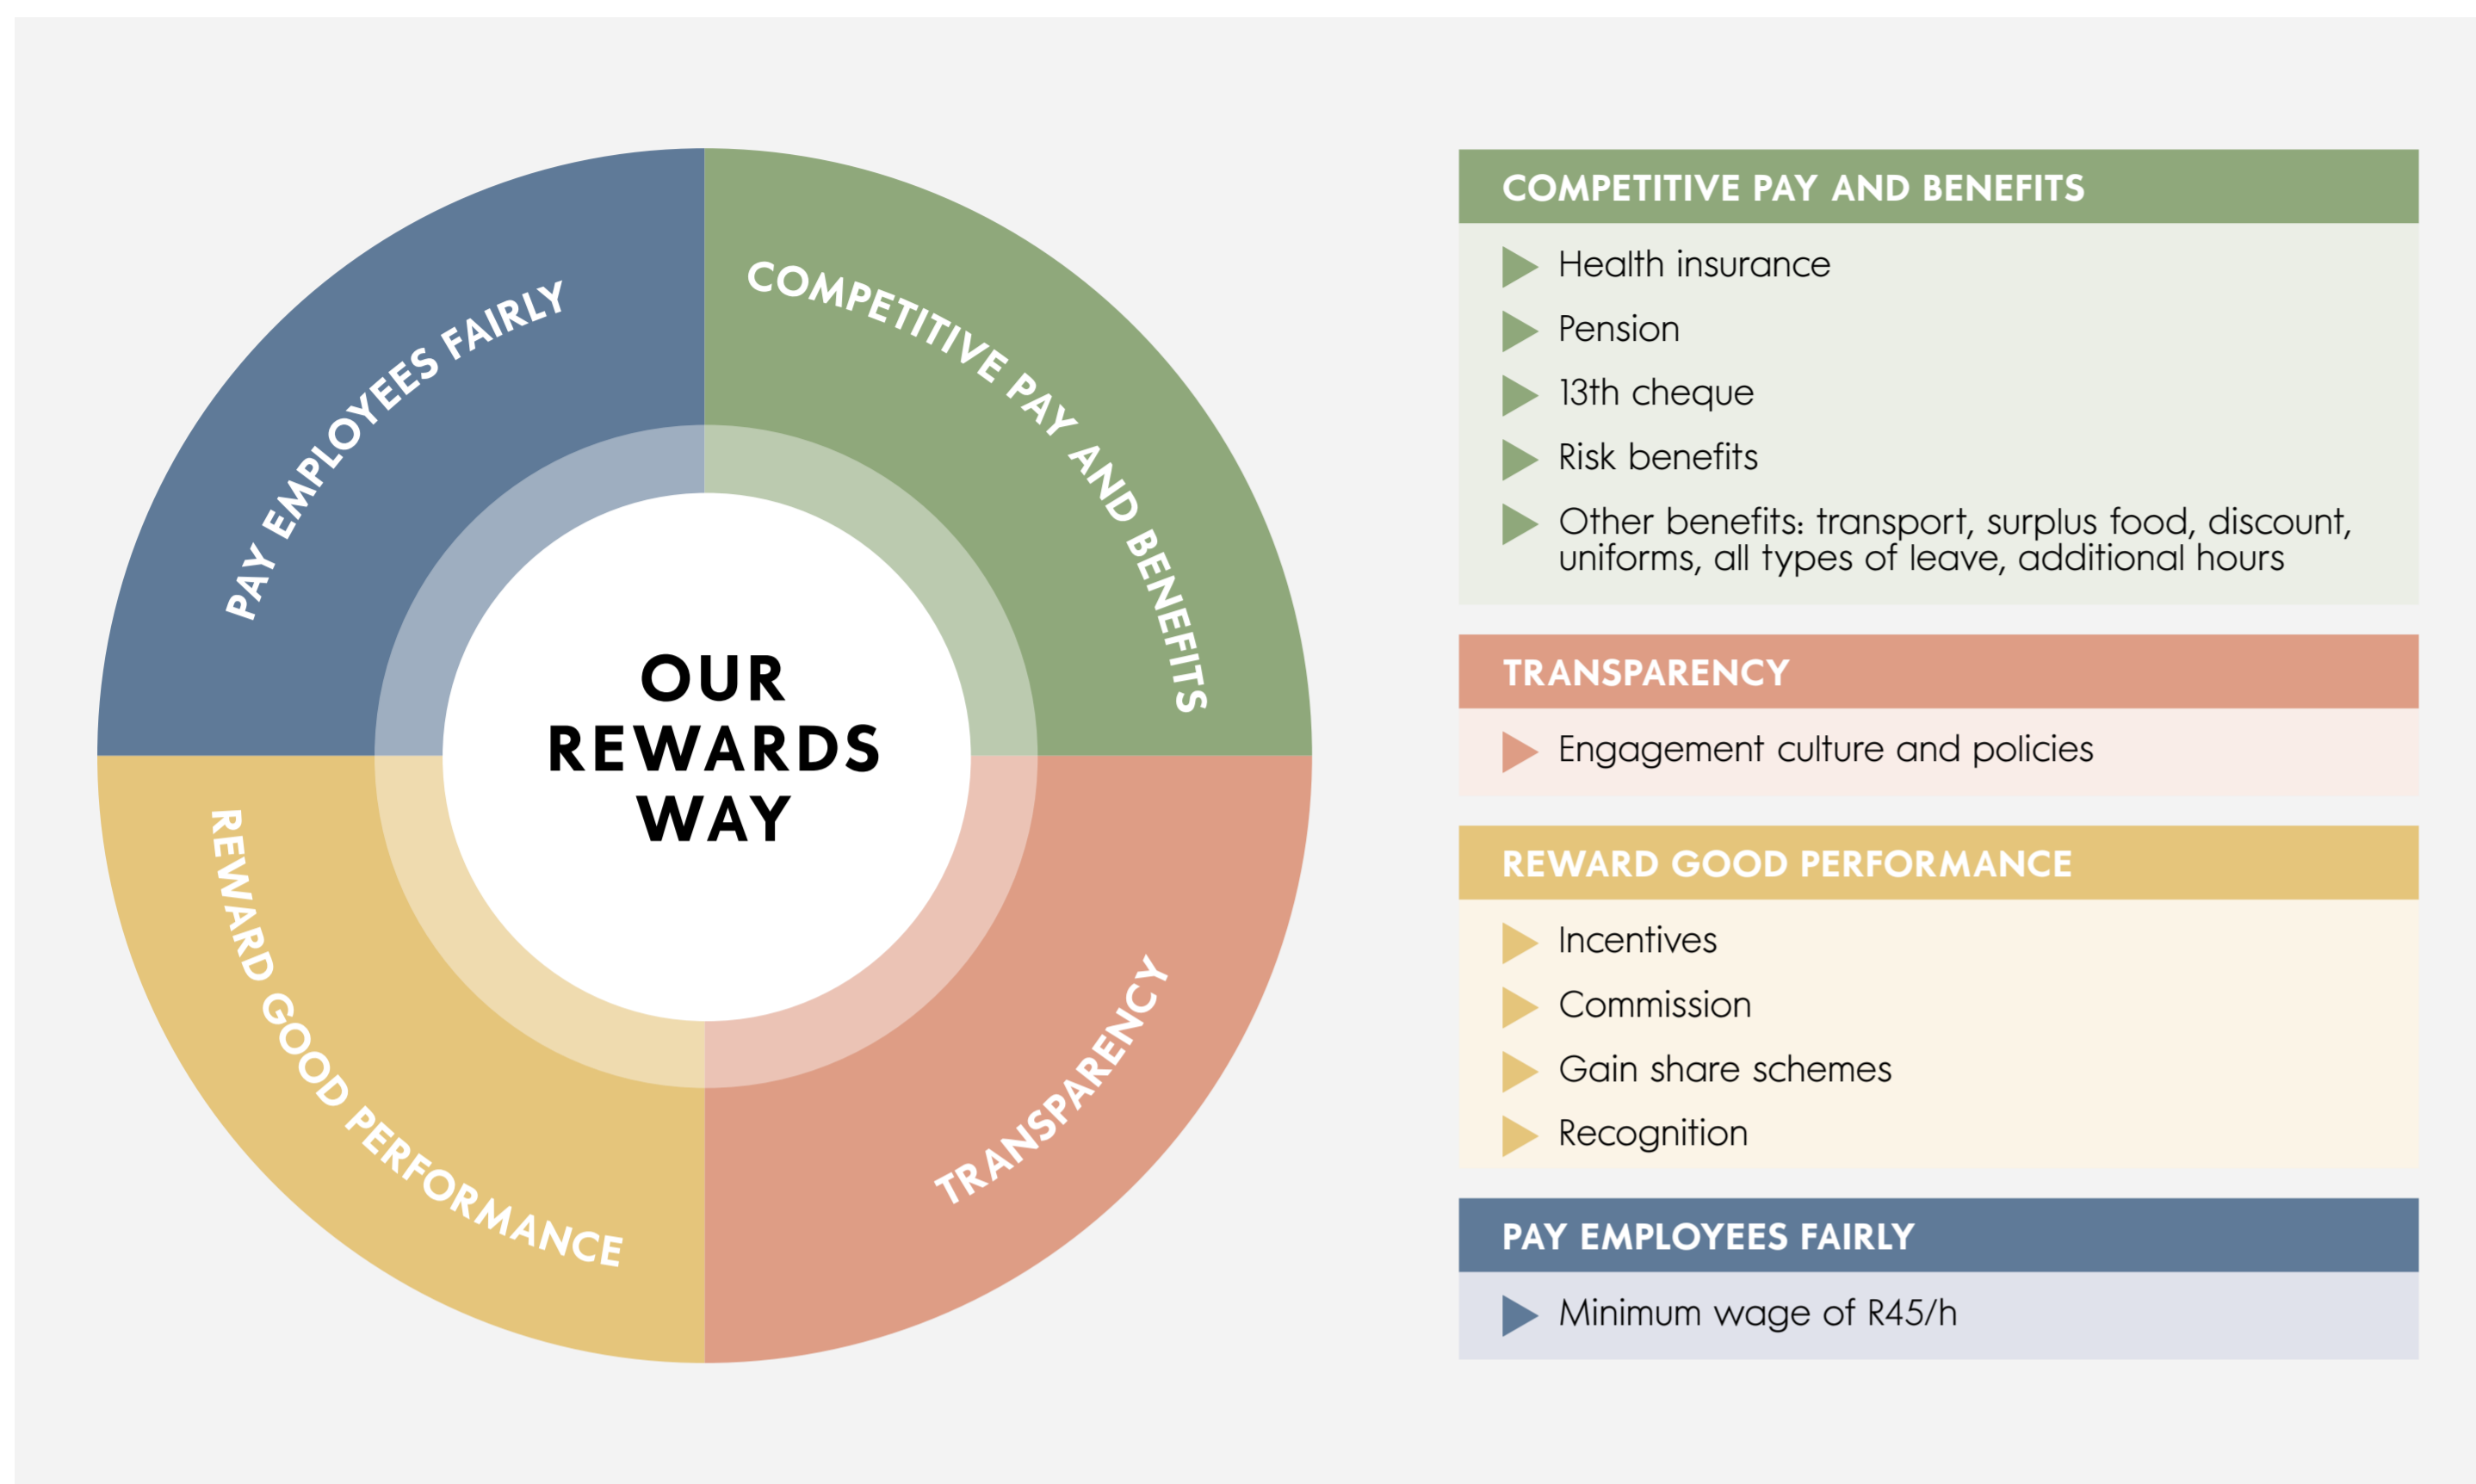 PAY EMPLOYEES FAIRLY
COMPETITIVE PAY AND BENEFITS
OUR
REWARDS
WAY
REWARD GOOD PERFORMANCE
TRANSPARENCY
COMPETITIVE PAY AND BENEFITS
Health insurance
Pension
13th cheque
Risk benefits
Other benefits: transport, surplus food, discount,
uniforms, all types of leave, additional hours
TRANSPARENCY
Engagement culture and policies
REWARD GOOD PERFORMANCE
Incentives
Commission
Gain share schemes
Recognition
PAY EMPLOYEES FAIRLY
Minimum wage of R45/h